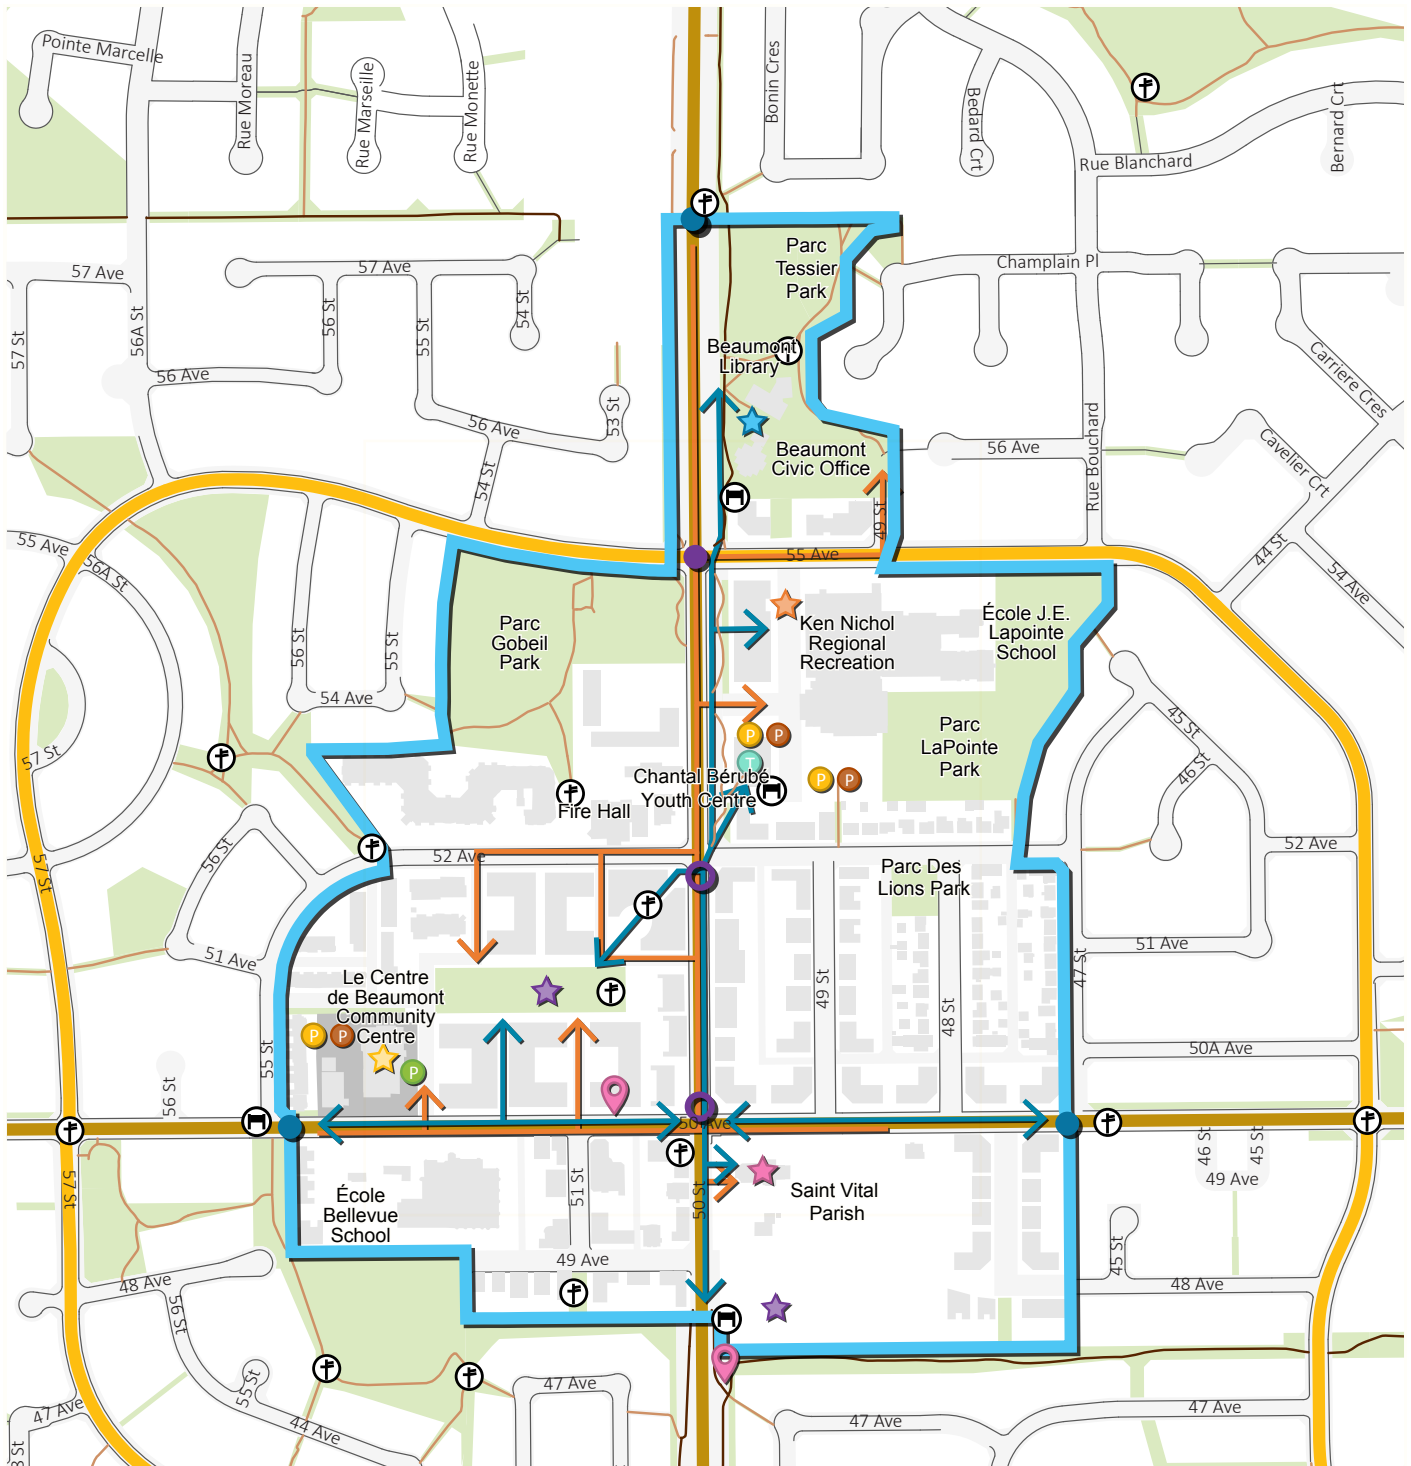 Pointe Marcelle
Rue Moreau
Rue Marseille
Rue Monette
Bonin Cres
Bedard Crt
Rue Blanchard
Bernard Crt
57 Ave
57 Ave
56A St
57 St
56 St
55 St
54 St
56 Ave
56 Ave
53 St
54 St
Parc
Tessier
Park
Champlain Pl
Beaumont
Library
Beaumont
Civic Office
56 Ave
Rue Bouchard
Carriere Cres
Cavelier Crt
44 St
54 Ave
49 St
55 Ave
55 Ave
56A St
56 St
55 St
54 Ave
57 St
Parc
Gobeil
Park
Ken Nichol
Regional
Recreation
École J.E.
Lapointe
School
Parc
LaPointe
Park
45 St
46 St
P
P
T
P
P
Chantal Bérubé
Youth Centre
Fire Hall
52 Ave
52 Ave
56 St
57 St
51 Ave
51 Ave
Parc Des
Lions Park
49 St
48 St
47 St
Le Centre
de Beaumont
Community
Centre
P
P
P
55 St
56 St
50A Ave
50 Ave
57 St
50 St
51 St
49 Ave
École
Bellevue
School
Saint Vital
Parish
46 St
45 St
49 Ave
45 St
48 Ave
48 Ave
56 St
55 St
44 Ave
47 Ave
47 Ave
47 Ave
47 Ave